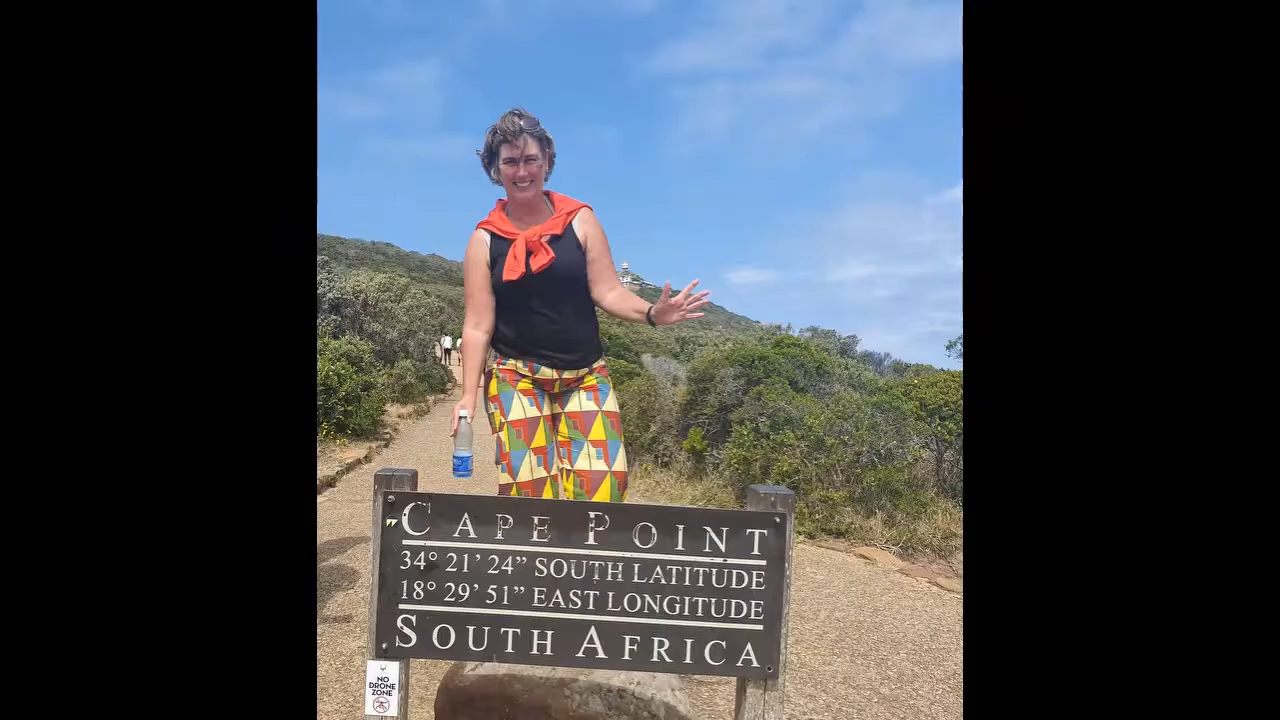 CAPE POINT
34° 21' 24" SOUTH LATITUDE
18° 29' 51" EAST LONGITUDE
SOUTH AFRICA
NO
DRONE
ZONE